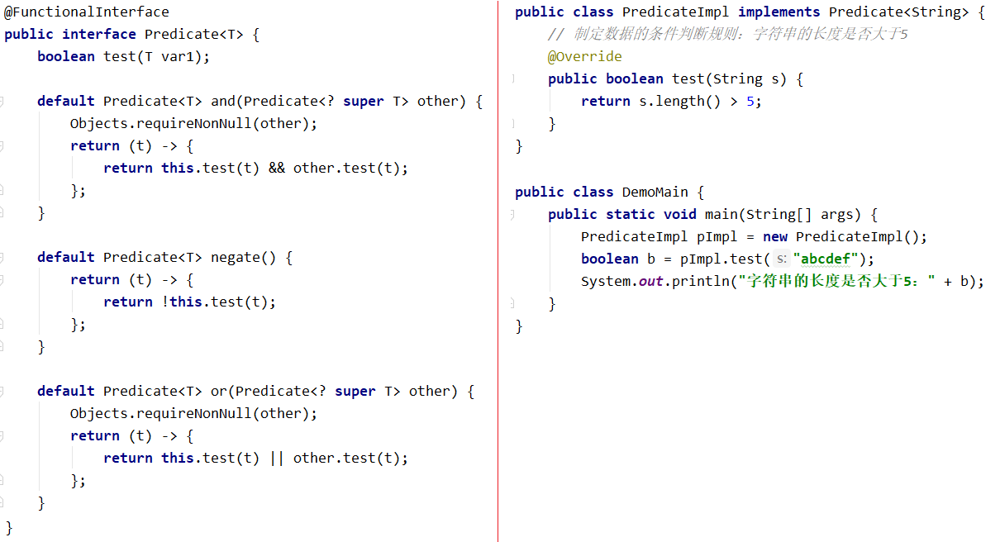 @FunctionalInterface
public interface Predicate<T> {
    boolean test(T var1);

    default Predicate<T> and(Predicate<? super T> other) {
        Objects.requireNonNull(other);
        return (t) -> {
            return this.test(t) && other.test(t);
        };
    }

    default Predicate<T> negate() {
        return (t) -> {
            return !this.test(t);
        };
    }

    default Predicate<T> or(Predicate<? super T> other) {
        Objects.requireNonNull(other);
        return (t) -> {
            return this.test(t) || other.test(t);
        };
    }
}
public class PredicateImpl implements Predicate<String> {
    // 制定数据的条件判断规则：字符串的长度是否大于5
    @Override
    public boolean test(String s) {
        return s.length() > 5;
    }
}

public class DemoMain {
    public static void main(String[] args) {
        PredicateImpl pImpl = new PredicateImpl();
        boolean b = pImpl.test( s: "abcdef");
        System.out.println("字符串的长度是否大于5：" + b);
    }
}